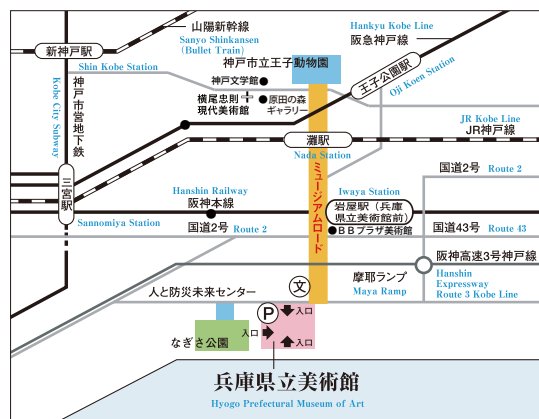 山陽新幹線
Sanyo Shinkansen
(Bullet Train)
Hankyu Kobe Line
阪急神戸線
新神戸駅
Shin Kobe Station
神戸市立王子動物園
神戸文学館
横尾忠則
現代美術館
原田の森
ギャラリー
王子公園駅
Oji Koen Station
神戸市営地下鉄
Kobe City Subway
JR Kobe Line
JR神戸線
灘駅
Nada Station
ミュージアムロード
国道2号 Route 2
三宮駅
Sannomiya Station
Hanshin Railway
阪神本線
国道2号 Route 2
Iwaya Station
岩屋駅（兵庫
県立美術館前）
BBプラザ美術館
国道43号 Route 43
阪神高速3号神戸線
Hanshin
Expressway
Route 3 Kobe Line
摩耶ランプ
Maya Ramp
人と防災未来センター
文
P
入口
入口
入口
なぎさ公園
兵庫県立美術館
Hyogo Prefectural Museum of Art